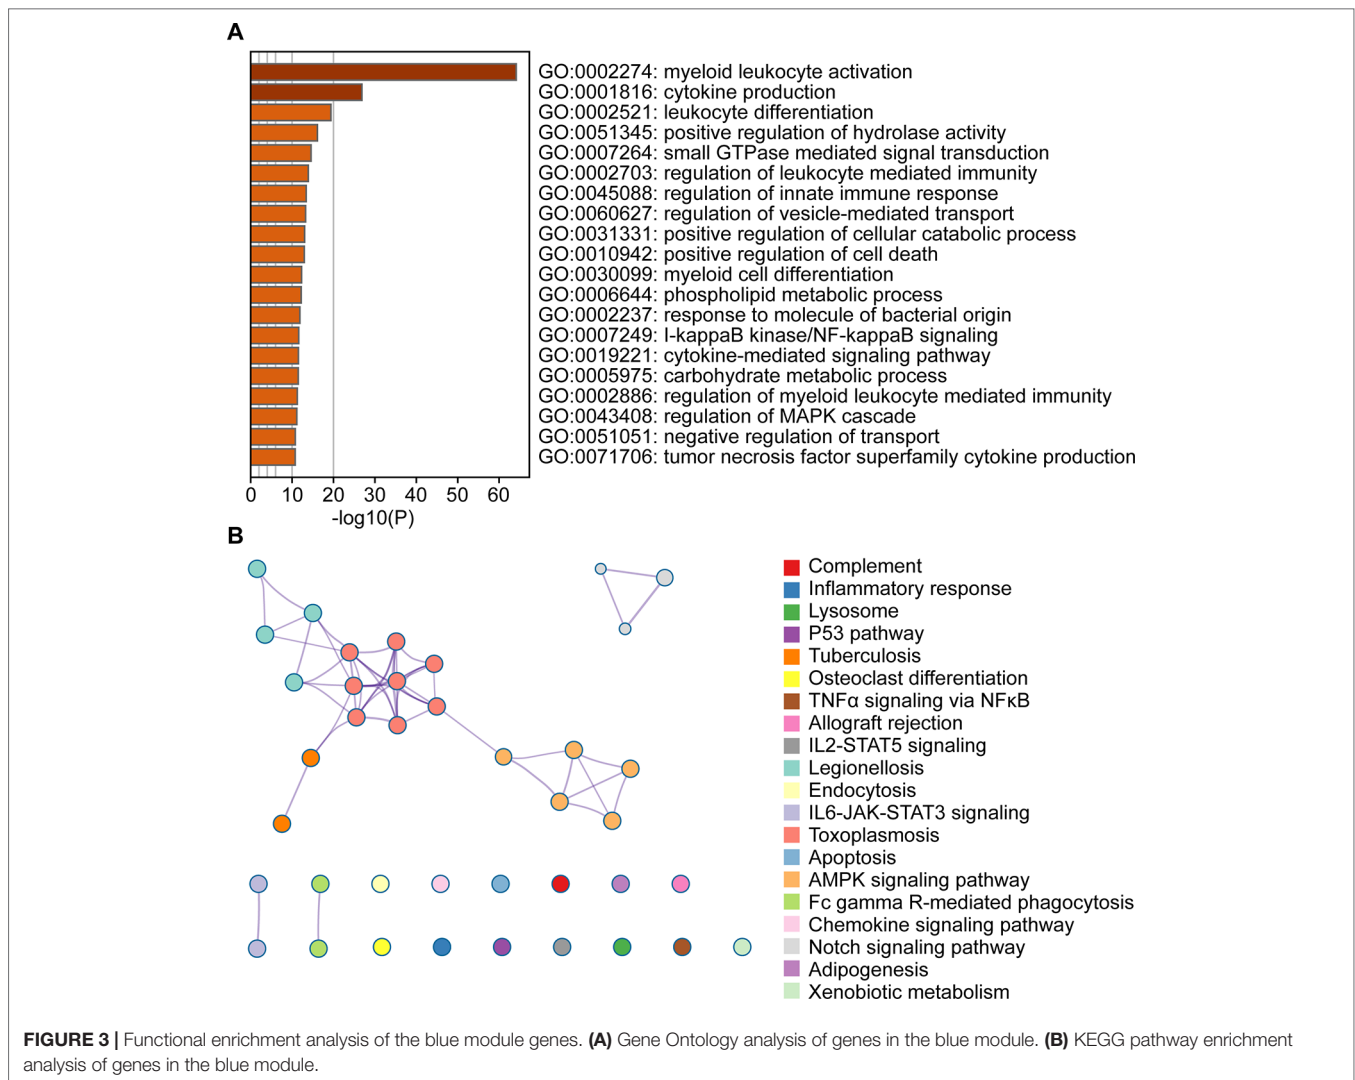 A
GO:0002274: myeloid leukocyte activation
GO:0001816: cytokine production
GO:0002521: leukocyte differentiation
GO:0051345: positive regulation of hydrolase activity
GO:0007264: small GTPase mediated signal transduction
GO:0002703: regulation of leukocyte mediated immunity
GO:0045088: regulation of innate immune response
GO:0060627: regulation of vesicle-mediated transport
GO:0031331: positive regulation of cellular catabolic process
GO:0010942: positive regulation of cell death
GO:0030099: myeloid cell differentiation
GO:0006644: phospholipid metabolic process
GO:0002237: response to molecule of bacterial origin
GO:0007249: I-kappaB kinase/NF-kappaB signaling
GO:0019221: cytokine-mediated signaling pathway
GO:0005975: carbohydrate metabolic process
GO:0002886: regulation of myeloid leukocyte mediated immunity
GO:0043408: regulation of MAPK cascade
GO:0051051: negative regulation of transport
GO:0071706: tumor necrosis factor superfamily cytokine production
0 10 20 30 40 50 60
-log10(P)
B
Complement
Inflammatory response
Lysosome
P53 pathway
Tuberculosis
Osteoclast differentiation
TNFα signaling via NFκB
Allograft rejection
IL2-STAT5 signaling
Legionellosis
Endocytosis
IL6-JAK-STAT3 signaling
Toxoplasmosis
Apoptosis
AMPK signaling pathway
Fc gamma R-mediated phagocytosis
Chemokine signaling pathway
Notch signaling pathway
Adipogenesis
Xenobiotic metabolism
FIGURE 3 | Functional enrichment analysis of the blue module genes. (A) Gene Ontology analysis of genes in the blue module. (B) KEGG pathway enrichment
analysis of genes in the blue module.